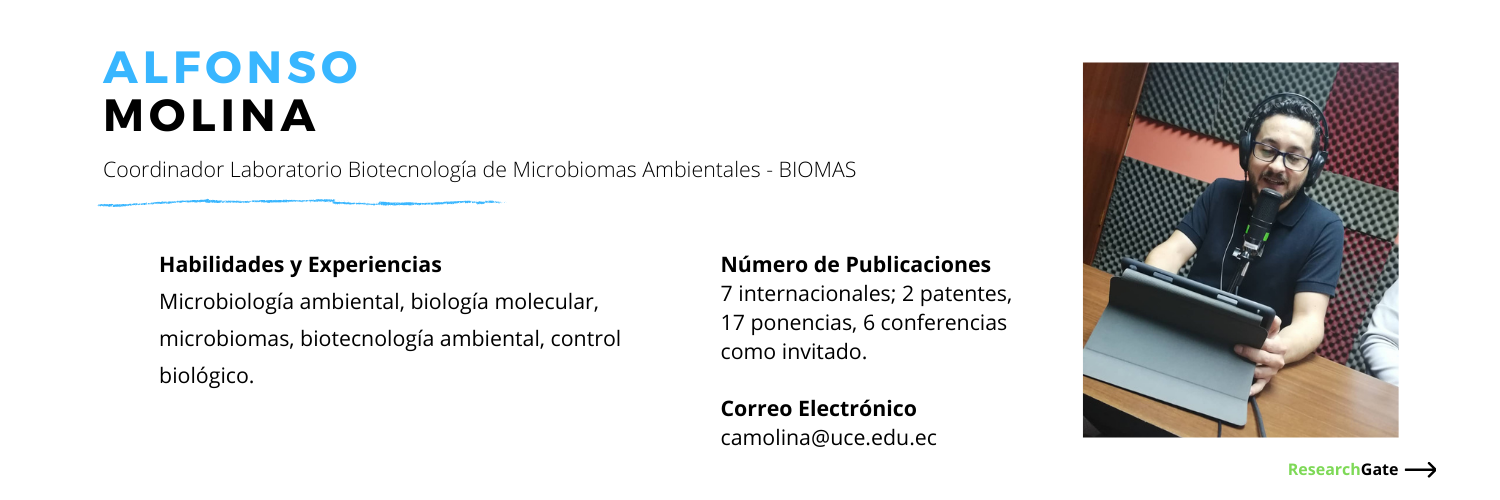 ALFONSO
MOLINA
Coordinador Laboratorio Biotecnología de Microbiomas Ambientales - BIOMAS
Habilidades y Experiencias
Microbiología ambiental, biología molecular,
microbiomas, biotecnología ambiental, control
biológico.
Número de Publicaciones
7 internacionales; 2 patentes,
17 ponencias, 6 conferencias
como invitado.
Correo Electrónico
camolina@uce.edu.ec
ResearchGate